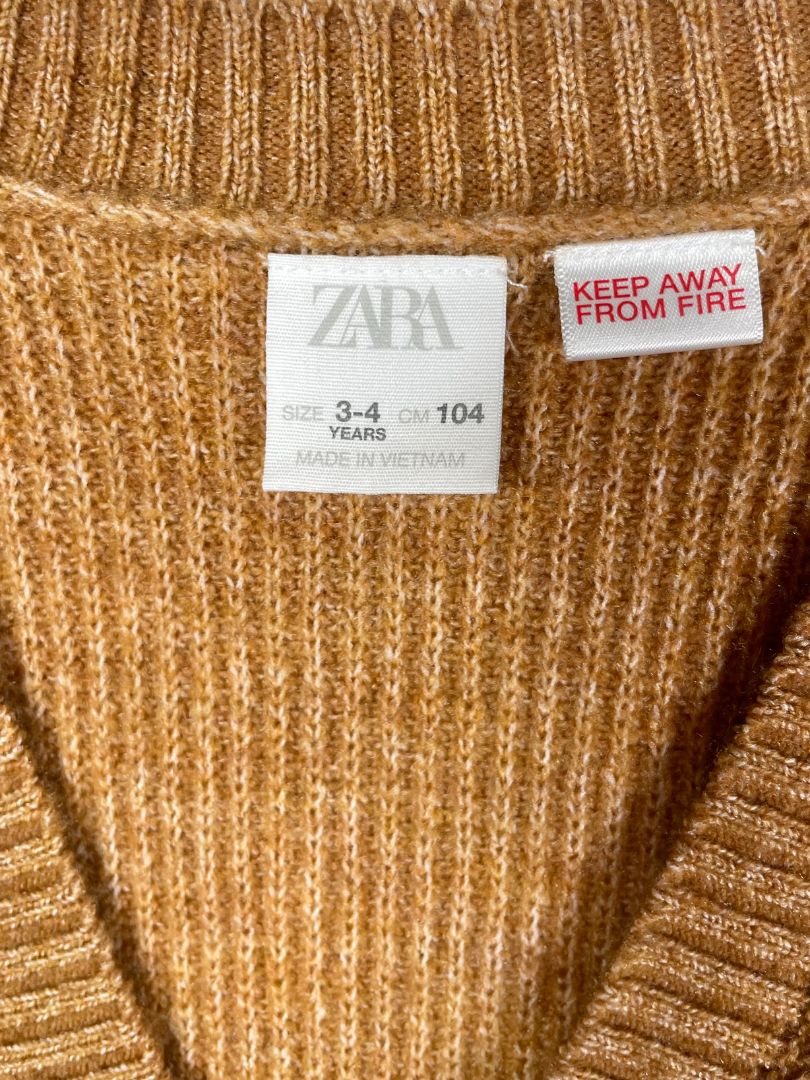 ZARA
SIZE 3-4 CM 104
YEARS
MADE IN VIETNAM
KEEP AWAY
FROM FIRE